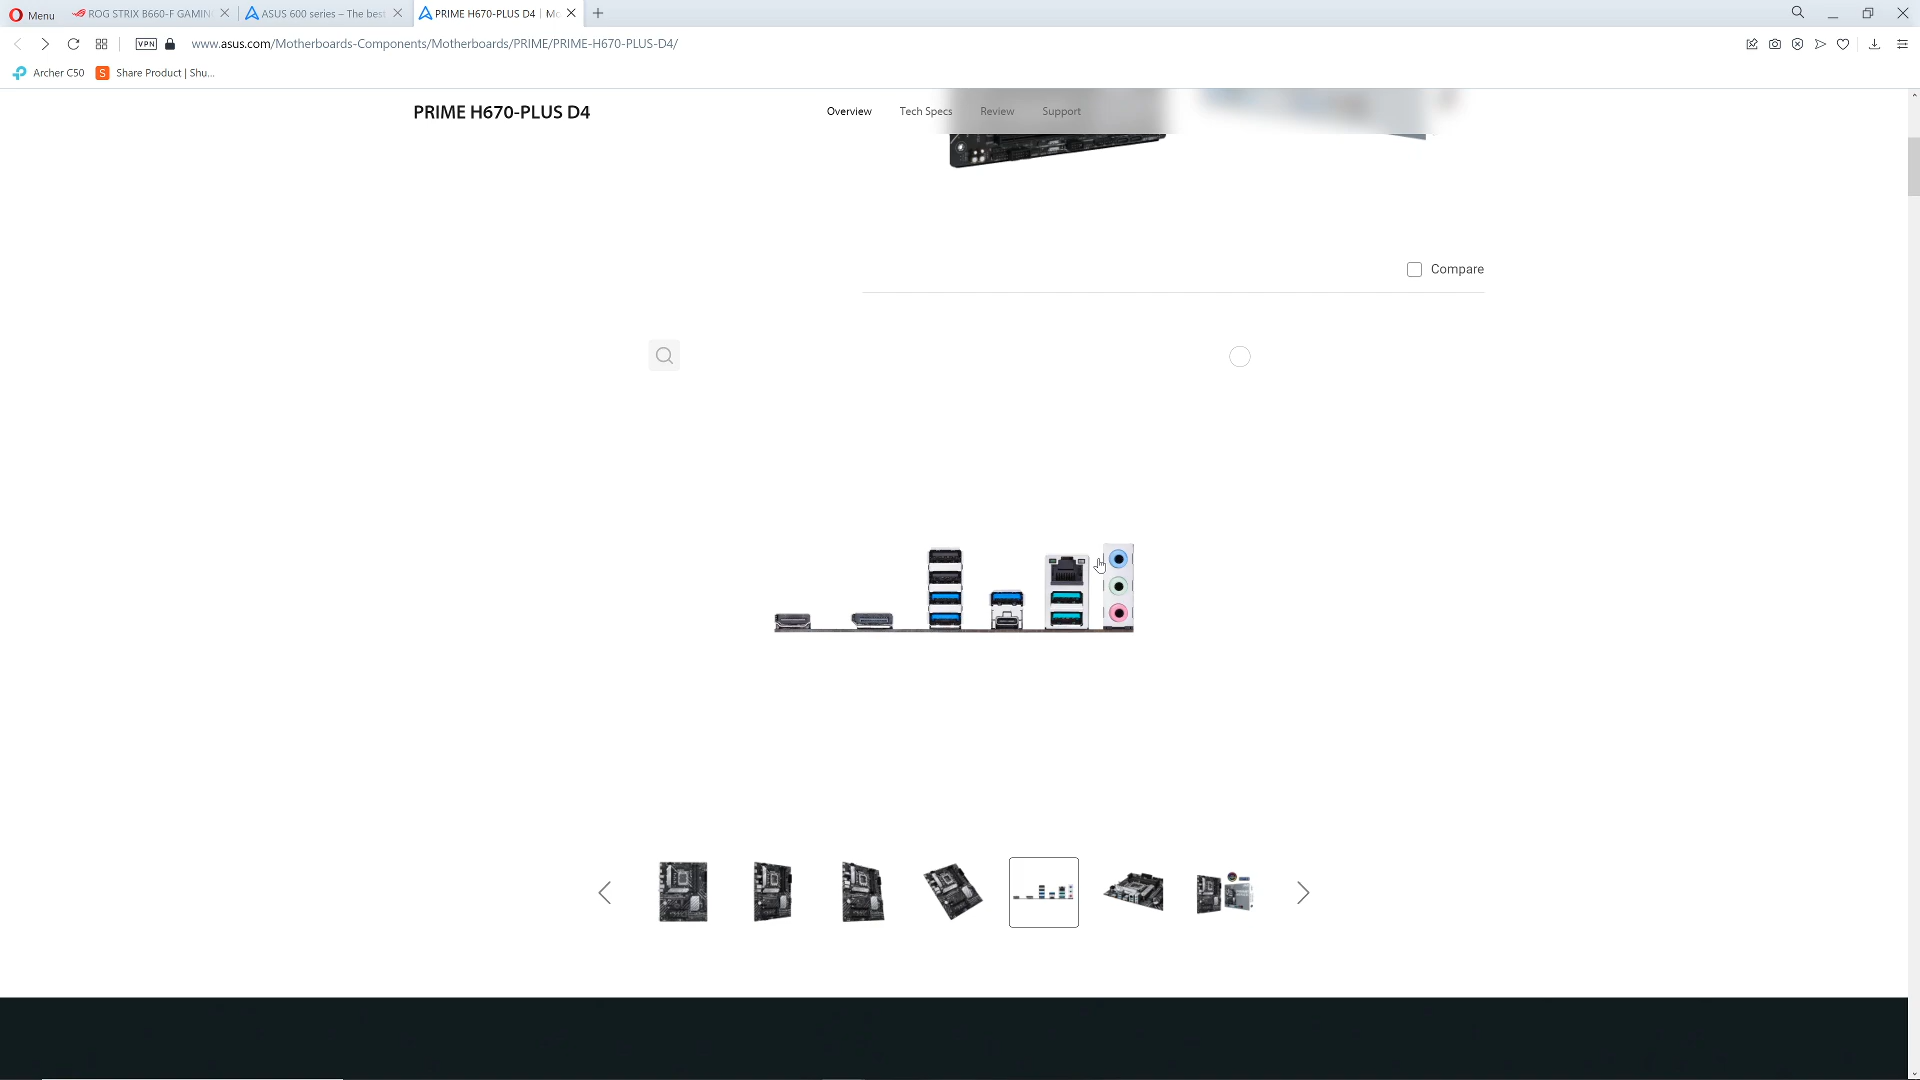 Menu
ROG STRIX B660-F GAMIN
ASUS 600 series – The best
PRIME H670-PLUS D4 | Mo
VPN
www.asus.com/Motherboards-Components/Motherboards/PRIME/PRIME-H670-PLUS-D4/
Archer C50
S Share Product | Shu...
PRIME H670-PLUS D4
Overview
Tech Specs
Review
Support
Compare